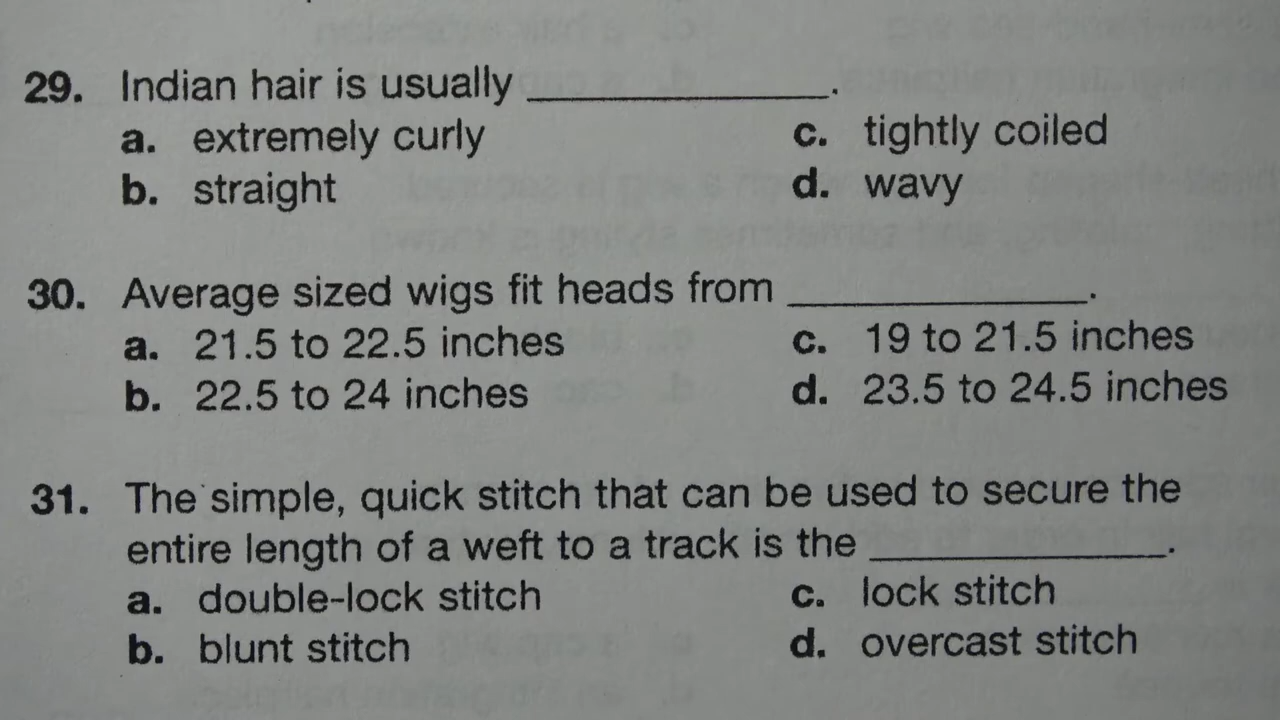 29. Indian hair is usually ____________.
a. extremely curly
c. tightly coiled
b. straight
d. wavy
30. Average sized wigs fit heads from ____________.
a. 21.5 to 22.5 inches
c. 19 to 21.5 inches
b. 22.5 to 24 inches
d. 23.5 to 24.5 inches
31. The simple, quick stitch that can be used to secure the
entire length of a weft to a track is the ____________.
a. double-lock stitch
c. lock stitch
b. blunt stitch
d. overcast stitch